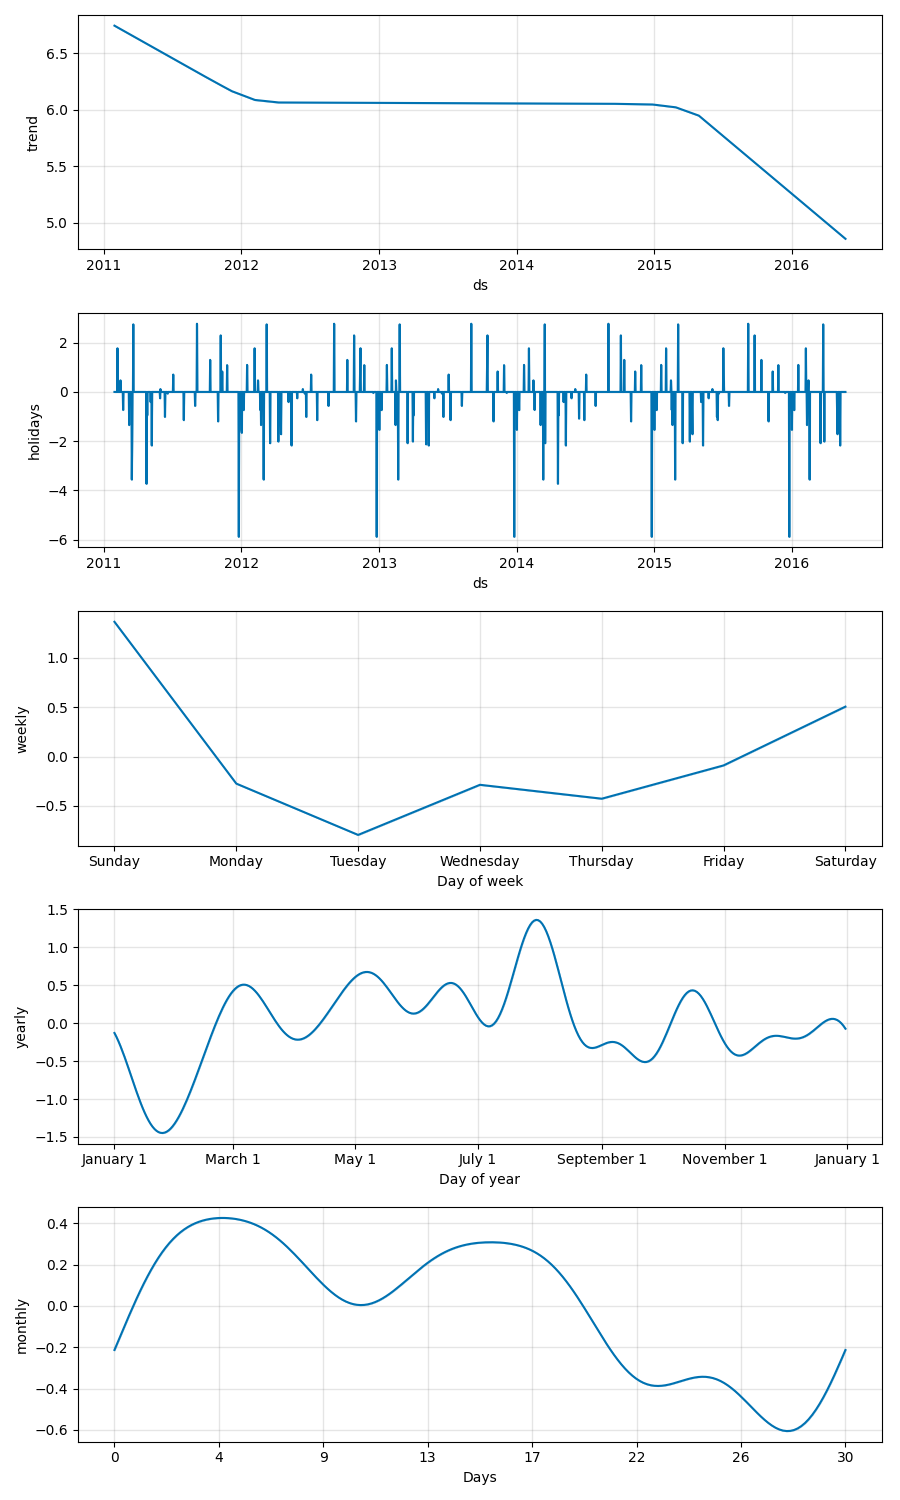 trend
6.5
6.0
5.5
5.0
2011 2012 2013 2014 2015 2016
ds
holidays
2
0
−2
−4
−6
2011 2012 2013 2014 2015 2016
ds
weekly
1.0
0.5
0.0
−0.5
Sunday Monday Tuesday Wednesday Thursday Friday Saturday
Day of week
yearly
1.5
1.0
0.5
0.0
−0.5
−1.0
−1.5
January 1 March 1 May 1 July 1 September 1 November 1 January 1
Day of year
monthly
0.4
0.2
0.0
−0.2
−0.4
−0.6
0 4 9 13 17 22 26 30
Days